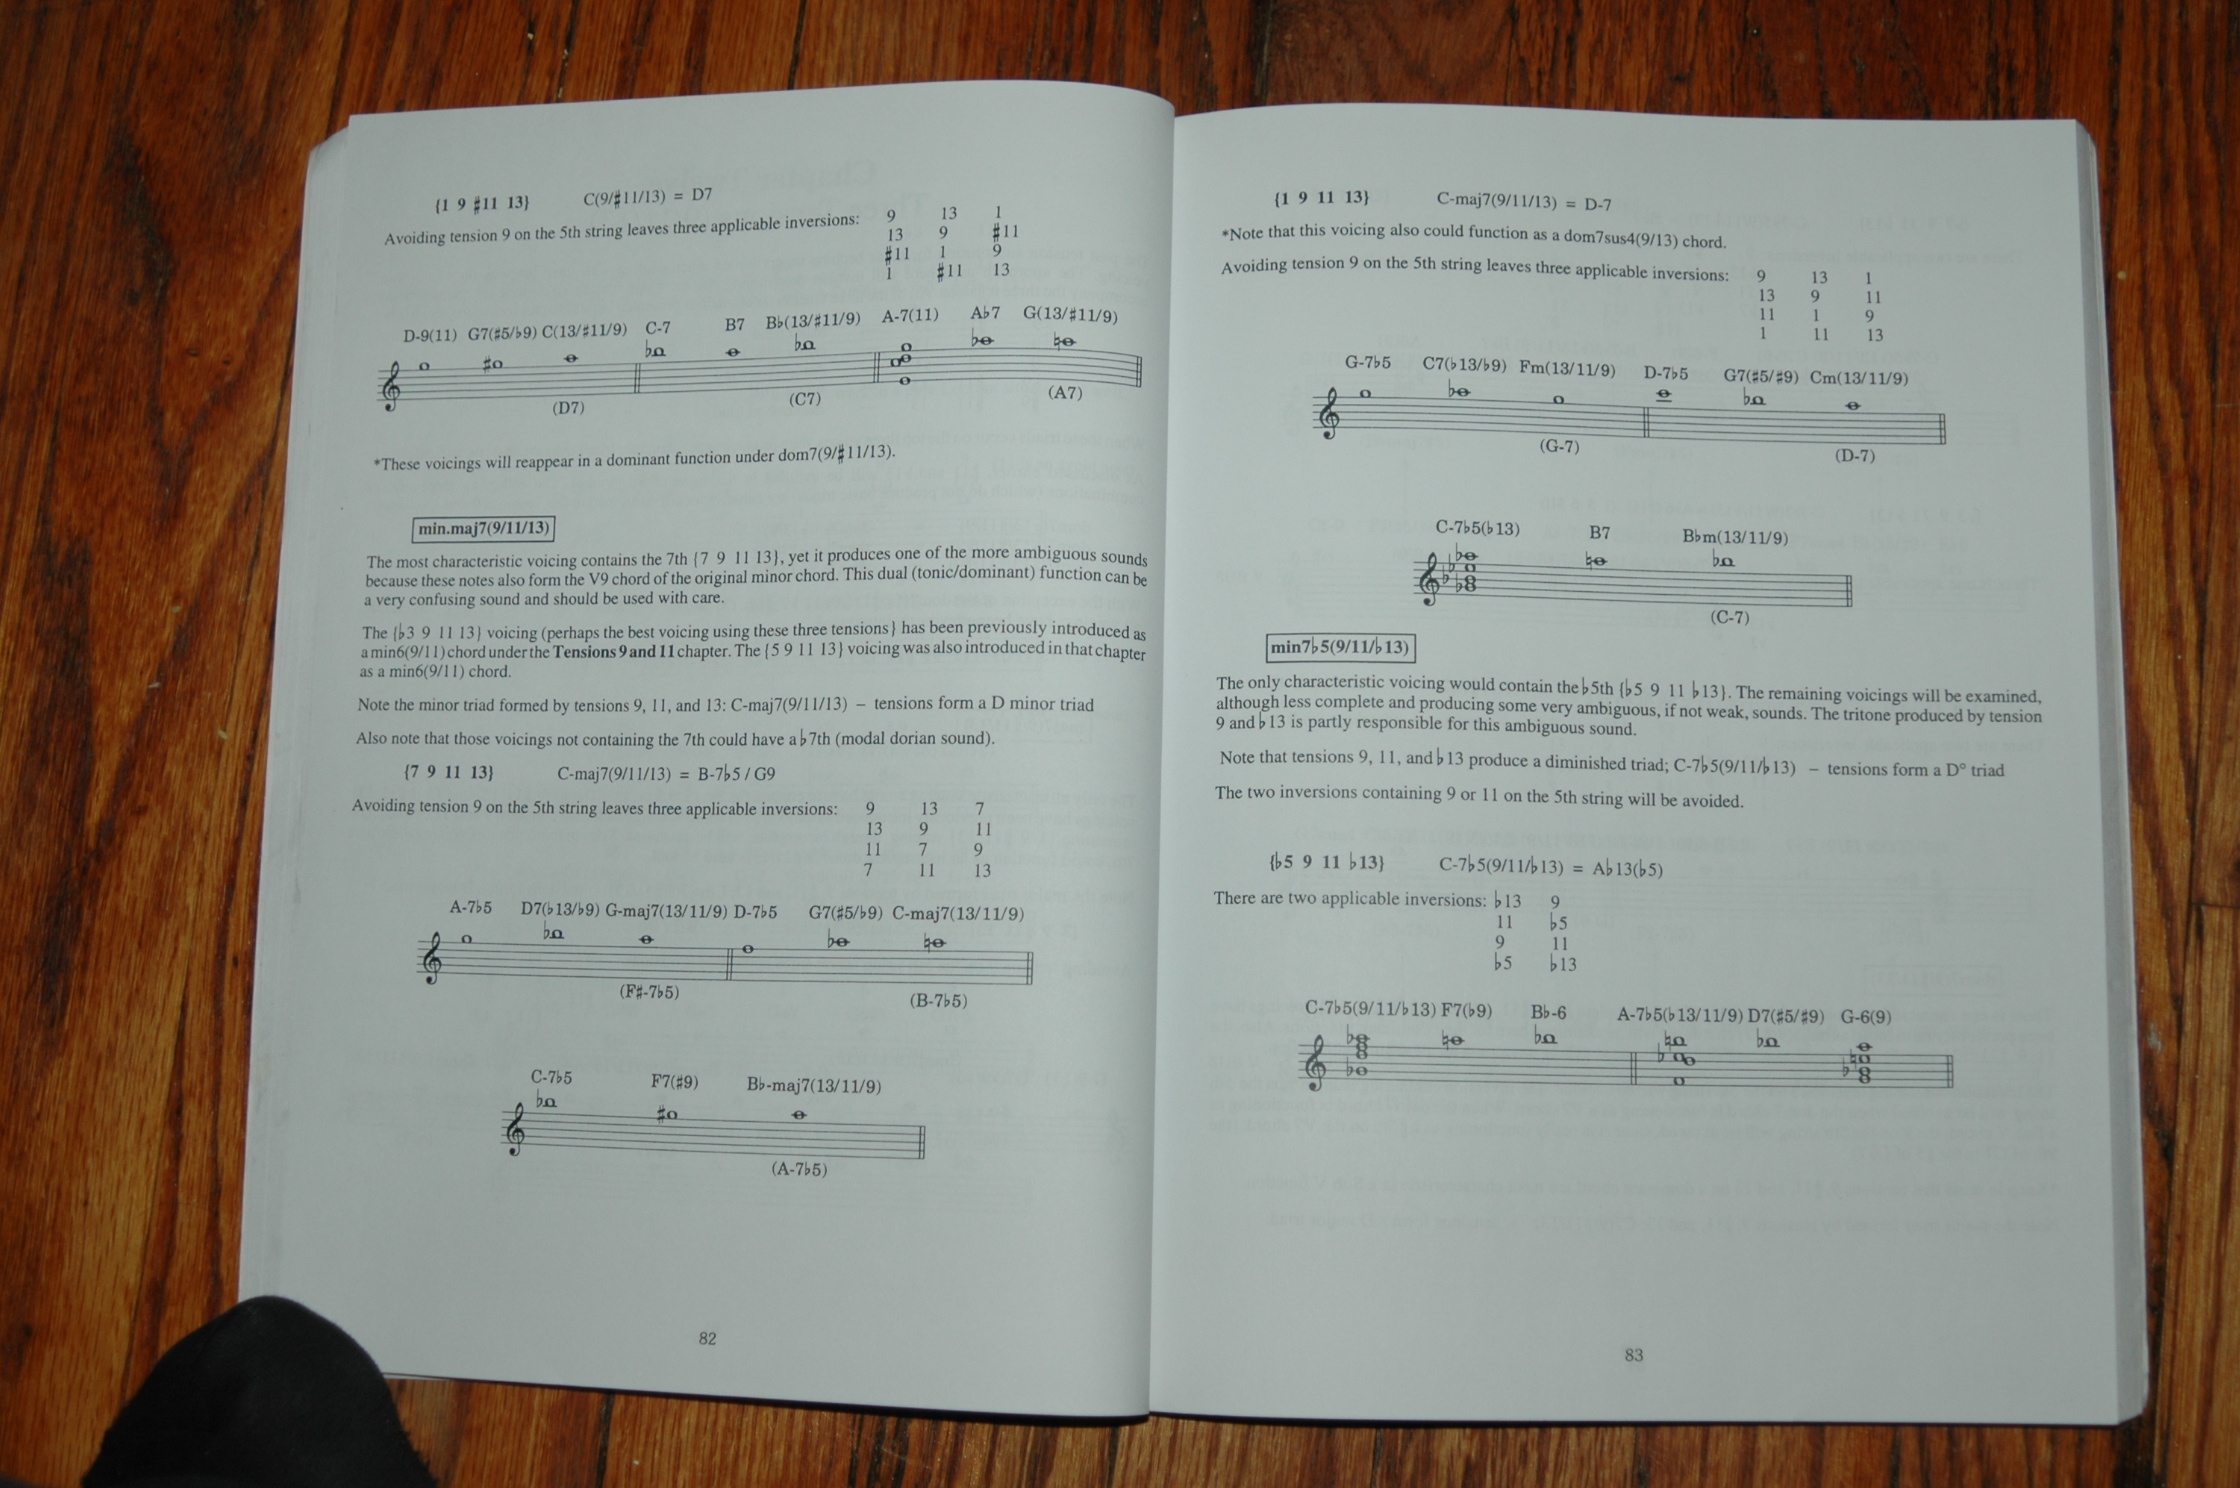 {1 9 ♯11 13} C(9/♯11/13) = D7
Avoiding tension 9 on the 5th string leaves three applicable inversions: 9 13 1
13 9 ♯11
♯11 1 9
1 ♯11 13
D-9(11) G7(♯5/♭9) C(13/♯11/9) C-7 B7 B♭(13/♯11/9) A-7(11) A♭7 G(13/♯11/9)
(D7) (C7) (A7)
*These voicings will reappear in a dominant function under dom7(9/♯11/13).
min.maj7(9/11/13)
The most characteristic voicing contains the 7th {7 9 11 13}, yet it produces one of the more ambiguous sounds
because these notes also form the V9 chord of the original minor chord. This dual (tonic/dominant) function can be
a very confusing sound and should be used with care.
The {♭3 9 11 13} voicing (perhaps the best voicing using these three tensions} has been previously introduced as
a min6(9/11) chord under the Tensions 9 and 11 chapter. The {5 9 11 13} voicing was also introduced in that chapter
as a min6(9/11) chord.
Note the minor triad formed by tensions 9, 11, and 13: C-maj7(9/11/13) – tensions form a D minor triad
Also note that those voicings not containing the 7th could have a ♭7th (modal dorian sound).
{7 9 11 13} C-maj7(9/11/13) = B-7♭5 / G9
Avoiding tension 9 on the 5th string leaves three applicable inversions: 9 13 7
13 9 11
11 7 9
7 11 13
A-7♭5 D7(♭13/♭9) G-maj7(13/11/9) D-7♭5 G7(♯5/♭9) C-maj7(13/11/9)
(F♯-7♭5) (B-7♭5)
C-7♭5 F7(♯9) B♭-maj7(13/11/9)
(A-7♭5)
82
{1 9 11 13} C-maj7(9/11/13) = D-7
*Note that this voicing also could function as a dom7sus4(9/13) chord.
Avoiding tension 9 on the 5th string leaves three applicable inversions: 9 13 1
13 9 11
11 1 9
1 11 13
G-7♭5 C7(♭13/♭9) Fm(13/11/9) D-7♭5 G7(♯5/♯9) Cm(13/11/9)
(G-7) (D-7)
C-7♭5(♭13) B7 B♭m(13/11/9)
(C-7)
min7♭5(9/11/♭13)
The only characteristic voicing would contain the ♭5th {♭5 9 11 ♭13}. The remaining voicings will be examined,
although less complete and producing some very ambiguous, if not weak, sounds. The tritone produced by tension
9 and ♭13 is partly responsible for this ambiguous sound.
Note that tensions 9, 11, and ♭13 produce a diminished triad; C-7♭5(9/11/♭13) – tensions form a D° triad
The two inversions containing 9 or 11 on the 5th string will be avoided.
{♭5 9 11 ♭13} C-7♭5(9/11/♭13) = A♭13(♭5)
There are two applicable inversions: ♭13 9
11 ♭5
9 11
♭5 ♭13
C-7♭5(9/11/♭13) F7(♭9) B♭-6 A-7♭5(♭13/11/9) D7(♯5/♯9) G-6(9)
83